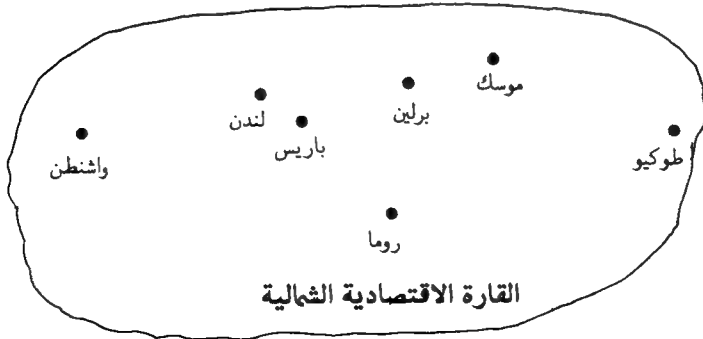 موسك
برلين
لندن
باريس
طوكيو
واشنطن
روما
القارة الاقتصادية الشمالية